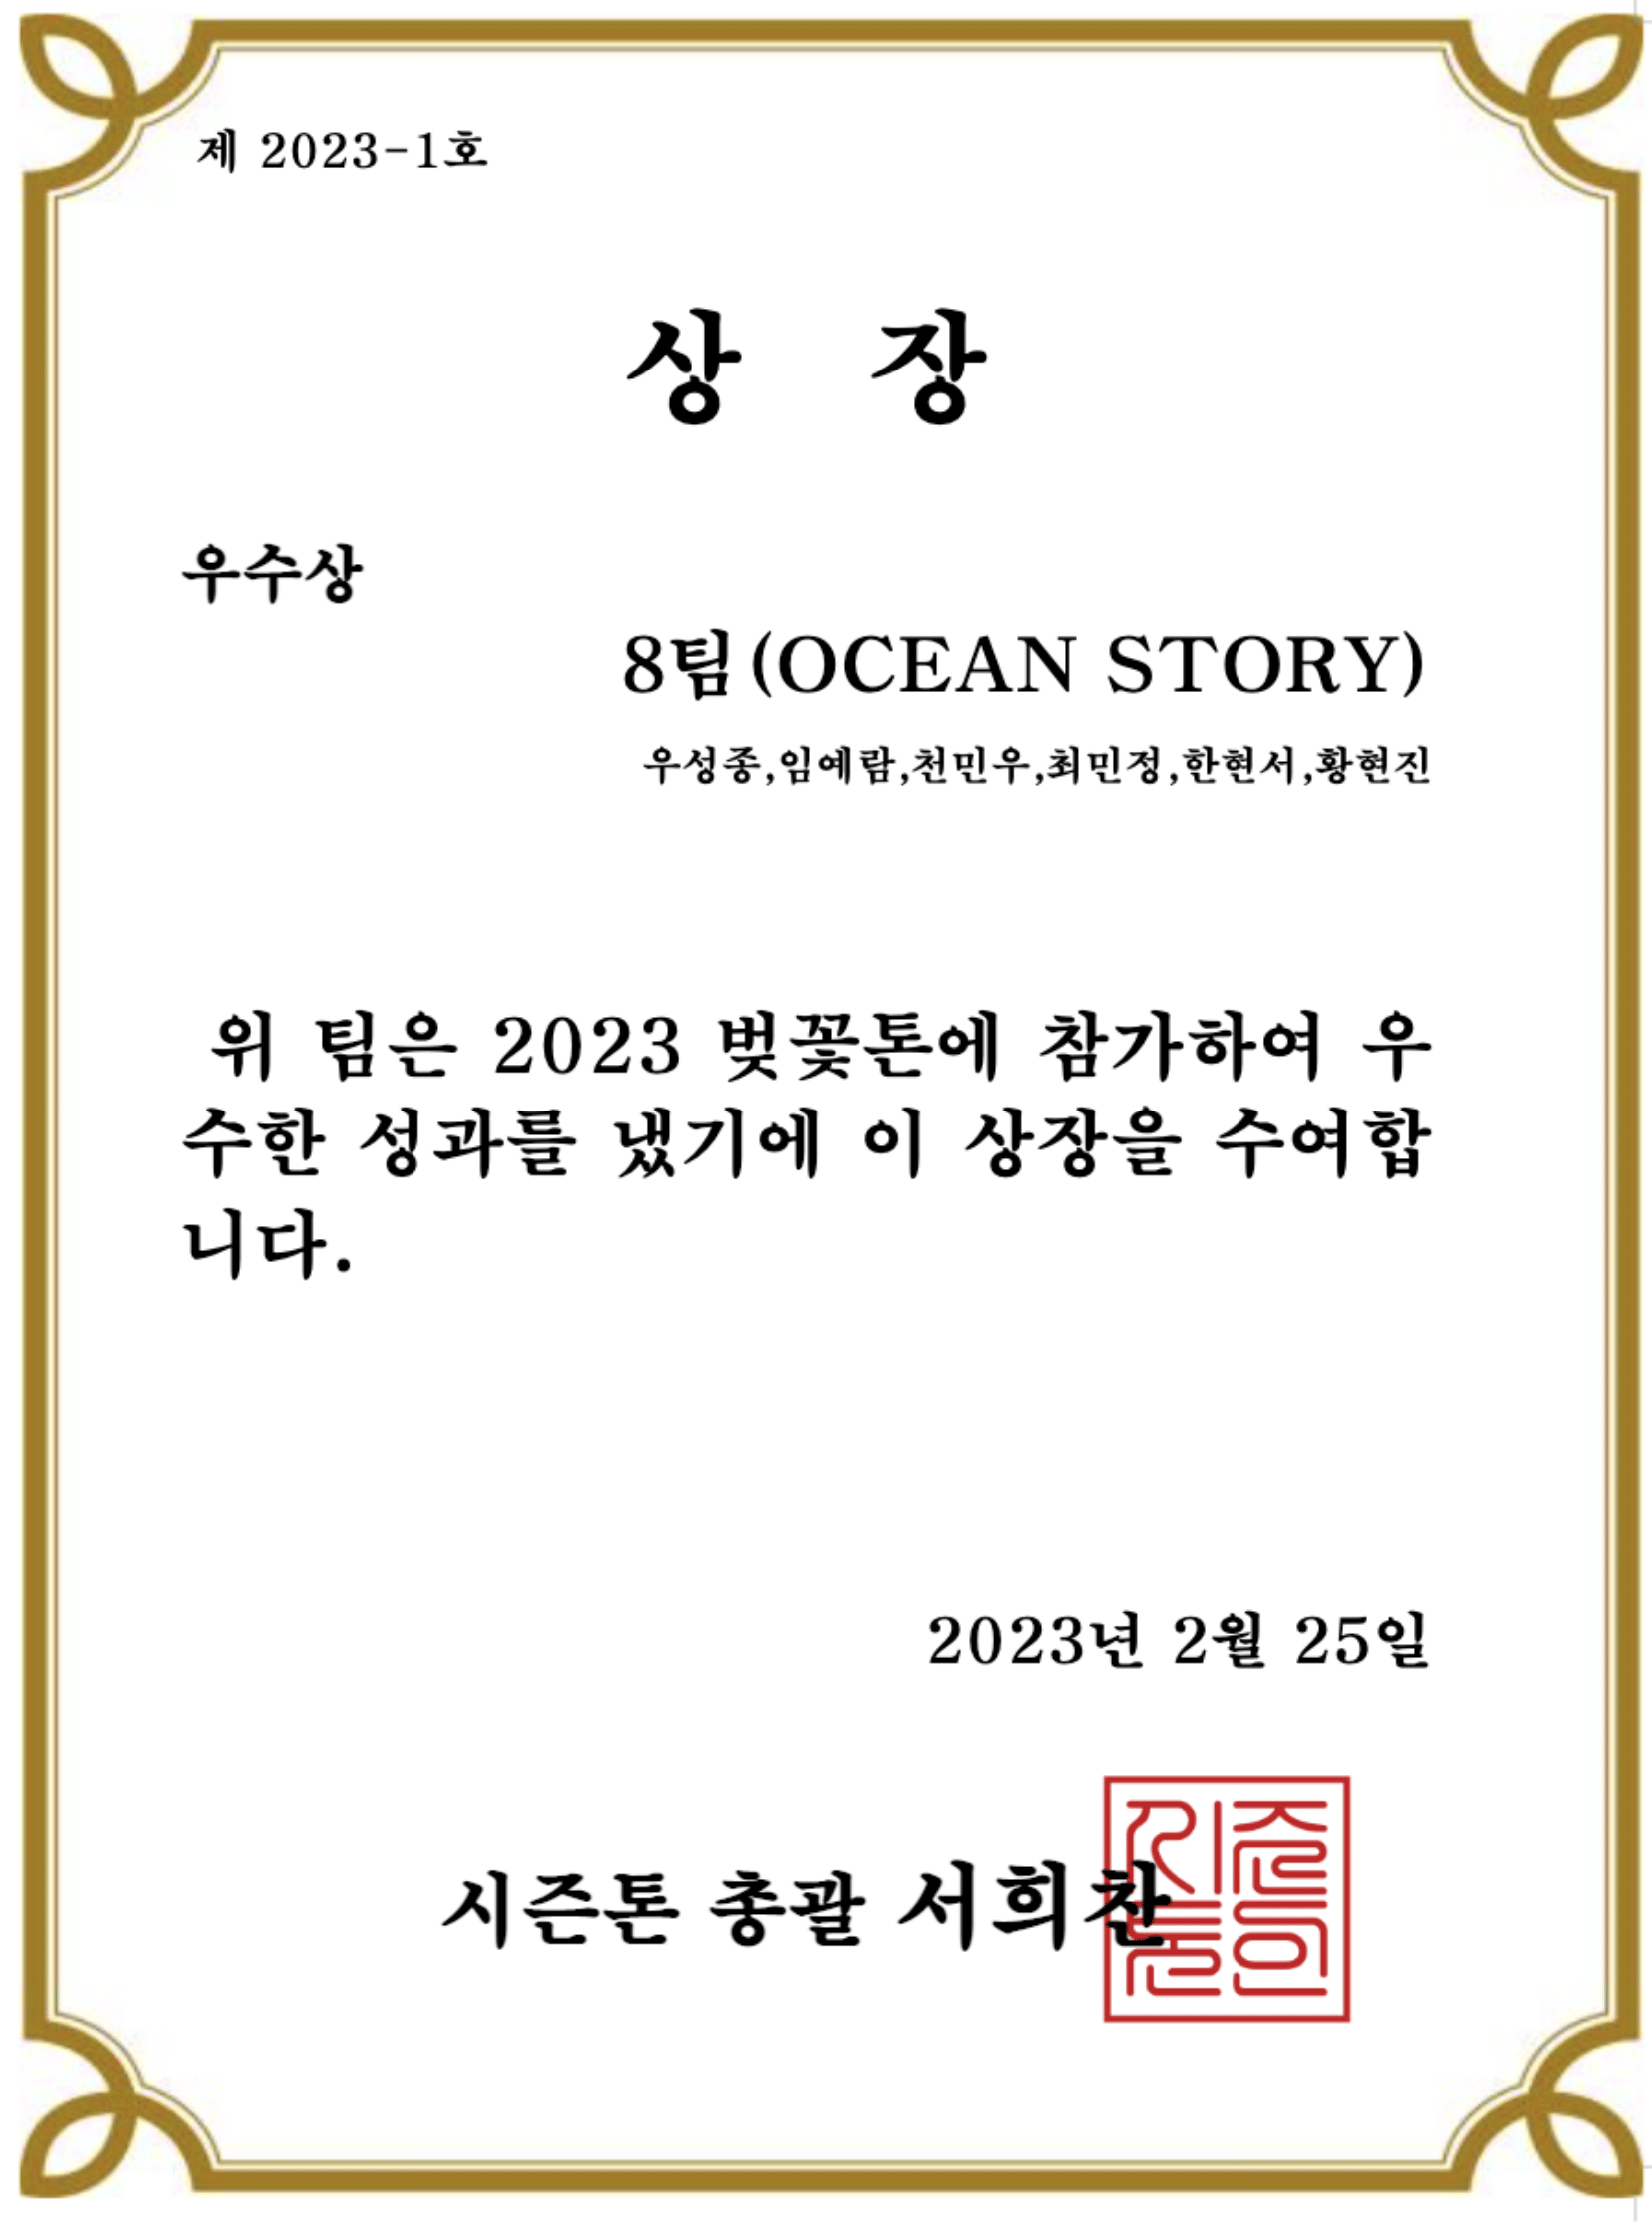 제 2023-1호
상 장
우수상
8팀(OCEAN STORY)
우성종,임예람,천민우,최민정,한현서,황현진
위 팀은 2023 벚꽃톤에 참가하여 우
수한 성과를 냈기에 이 상장을 수여합
니다.
2023년 2월 25일
시즌톤 총괄 서희찬
시즌
톤의